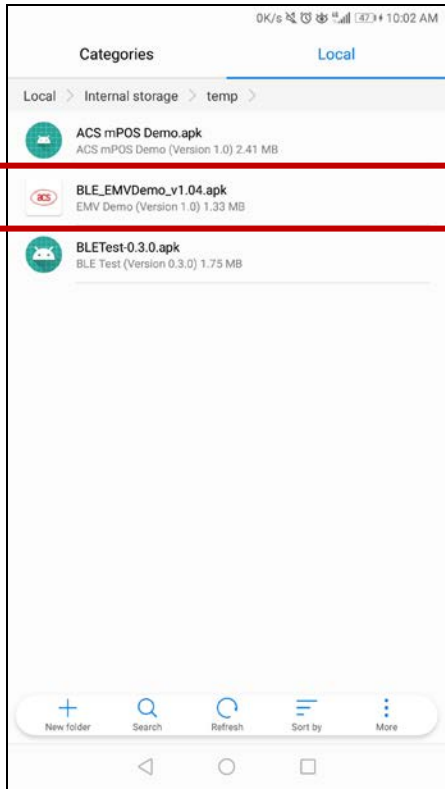 0K/s 47 10:02 AM
Categories Local
Local > Internal storage > temp >
ACS mPOS Demo.apk
ACS mPOS Demo (Version 1.0) 2.41 MB
acs
BLE_EMVDemo_v1.04.apk
EMV Demo (Version 1.0) 1.33 MB
BLETest-0.3.0.apk
BLE Test (Version 0.3.0) 1.75 MB
New folder Search Refresh Sort by More